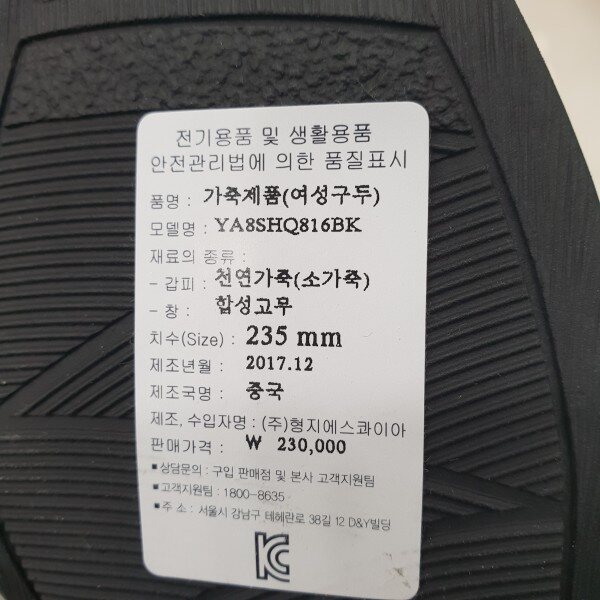 전기용품 및 생활용품
안전관리법에 의한 품질표시
품명 : 가죽제품(여성구두)
모델명 : YA8SHQ816BK
재료의 종류 :
- 갑피 : 천연가죽(소가죽)
- 창 : 합성고무
치수(Size) : 235 mm
제조년월 : 2017.12
제조국명 : 중국
제조, 수입자명 : (주)형지에스콰이아
판매가격 : ₩ 230,000
■ 상담문의 : 구입 판매점 및 본사 고객지원팀
■ 고객지원팀 : 1800-8635
■ 주 소 : 서울시 강남구 테헤란로 38길 12 D&Y빌딩
KC